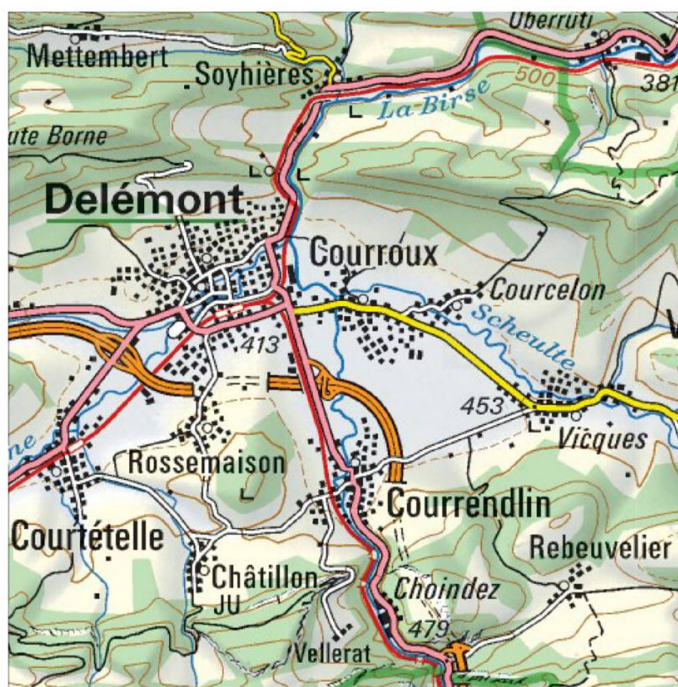 Uberruti
Mettembert
Soyhières
500
381
La Birse
ute Borne
Delémont
Courroux
Courcelon
Scheulte
413
453
Vicques
ne
Rossemaison
Courtételle
Courrendlin
Rebeuvelier
Châtillon
JU
Choindez
479
Vellerat